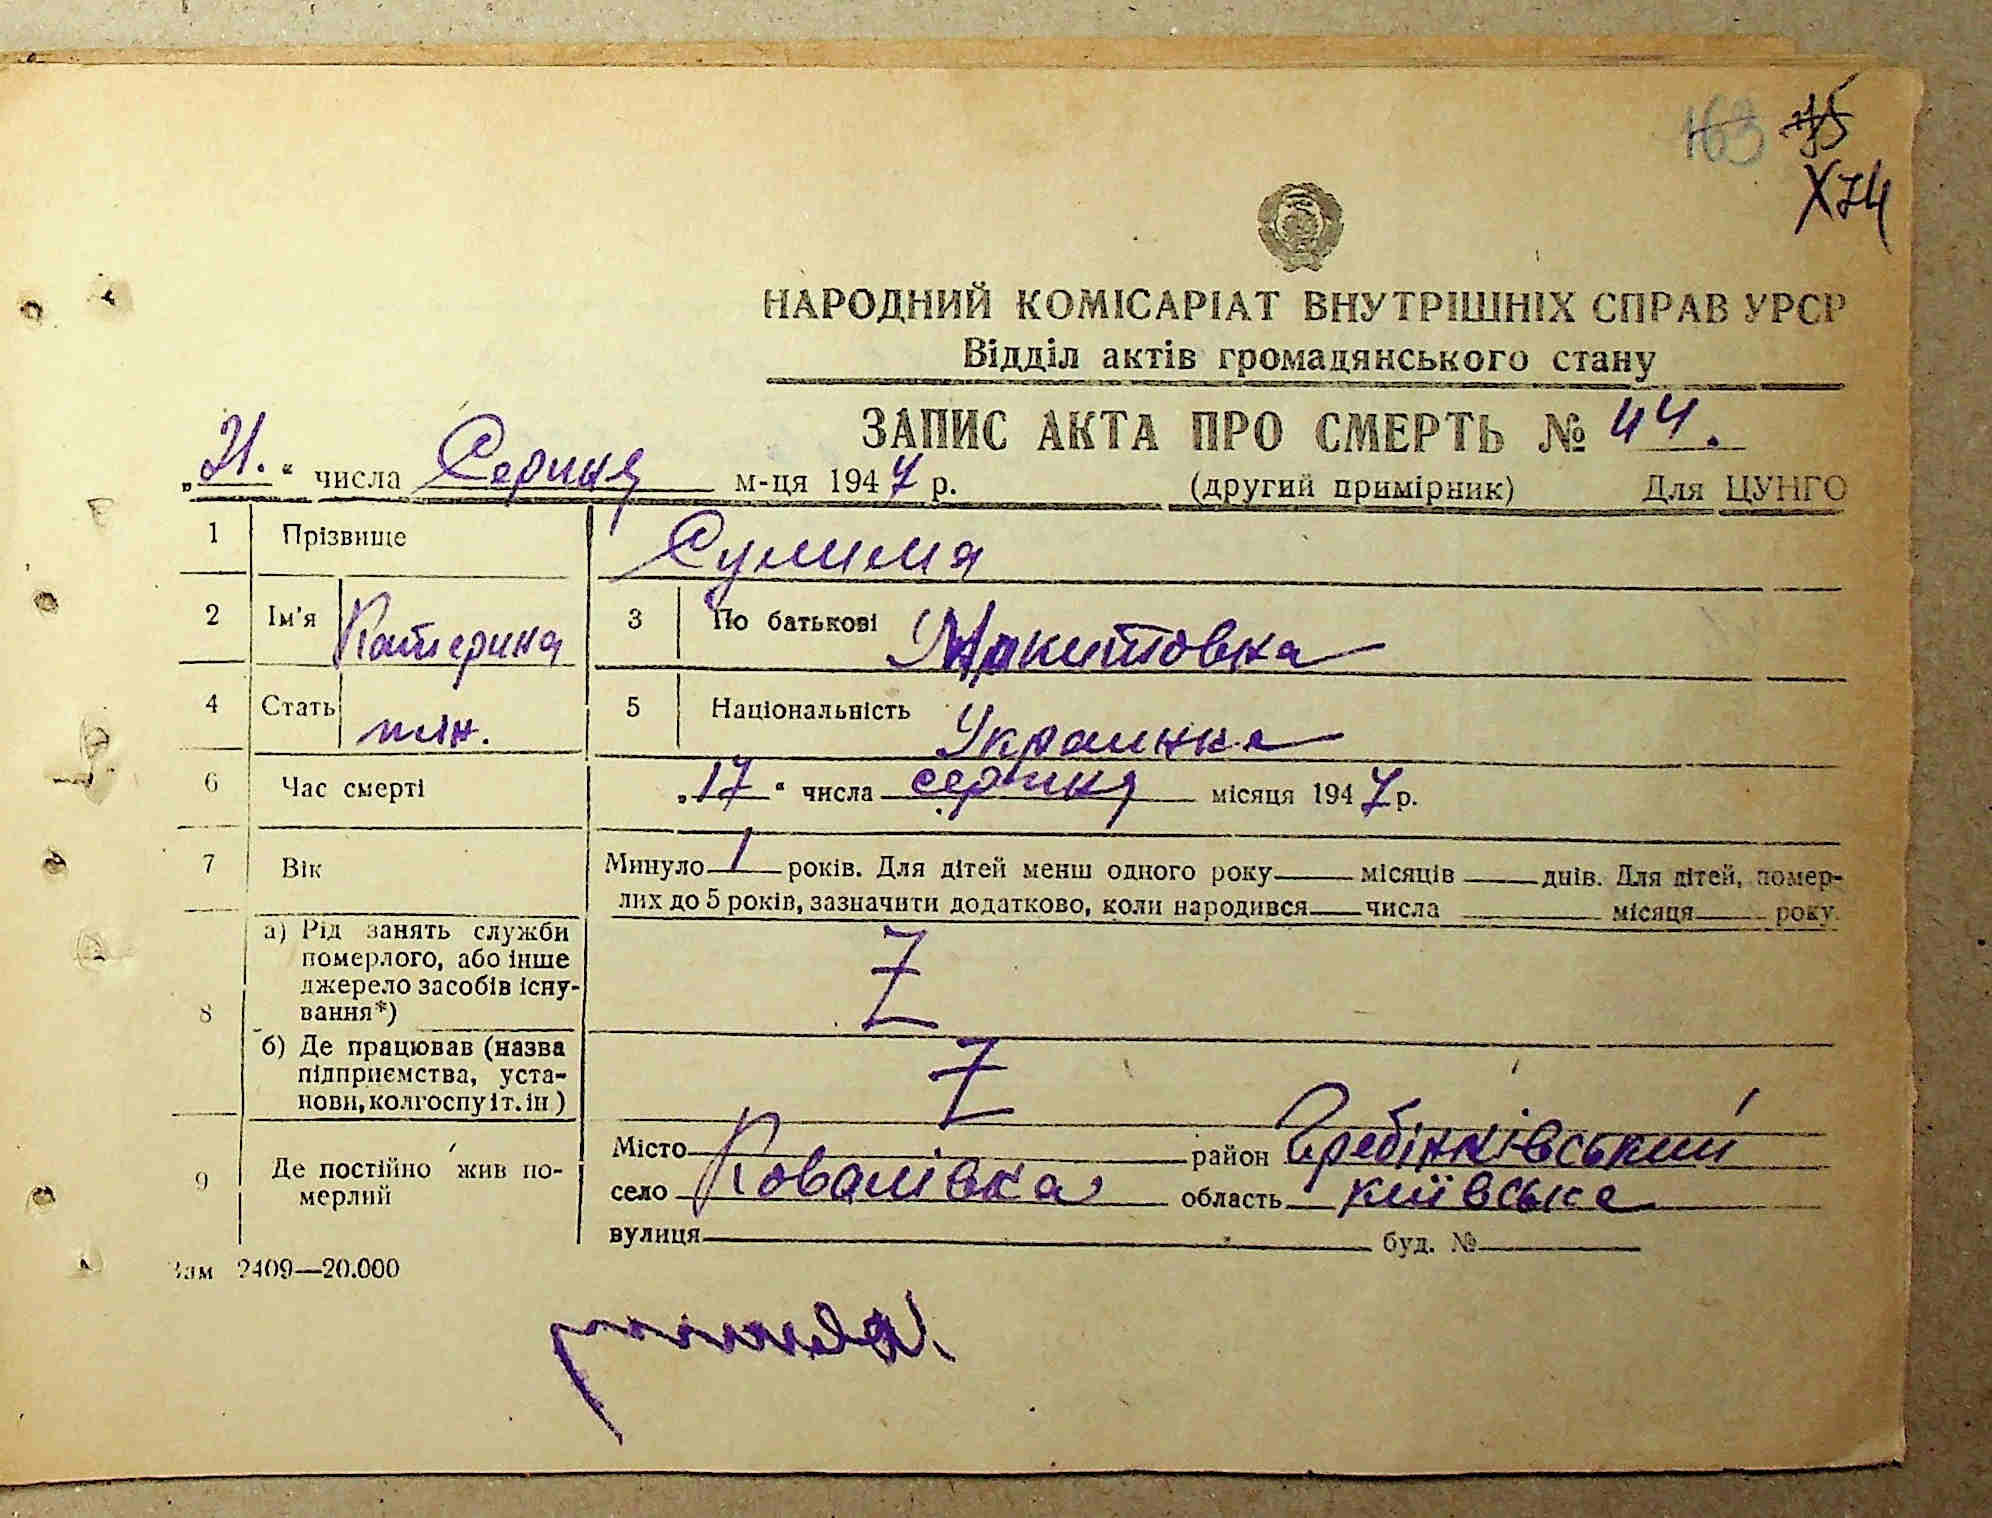 163 75
X74
НАРОДНИЙ КОМІСАРІАТ ВНУТРІШНІХ СПРАВ УРСР
Відділ актів громадянського стану
ЗАПИС АКТА ПРО СМЕРТЬ № 44.
„21.“ числа Серпня м-ця 1947 р. (другий примірник) Для ЦУНГО
1 Прізвище Сулима
2 Ім'я Катерина 3 По батькові Микитовна
4 Стать жін. 5 Національність Украинка
6 Час смерті „17“ числа серпня місяця 1947 р.
7 Вік Минуло 1 років. Для дітей менш одного року — місяців — днів. Для дітей, помер-
лих до 5 років, зазначити додатково, коли народився — числа — місяця — року.
8 а) Рід занять служби
померлого, або інше
джерело засобів існу-
вання*) Z
б) Де працював (назва
підприємства, уста-
нови, колгоспу і т. ін) Z
9 Де постійно жив по-
мерлий
Місто район Гребінківський
село Ковалівка область київська
вулиця буд. №
Зам 2409—20.000